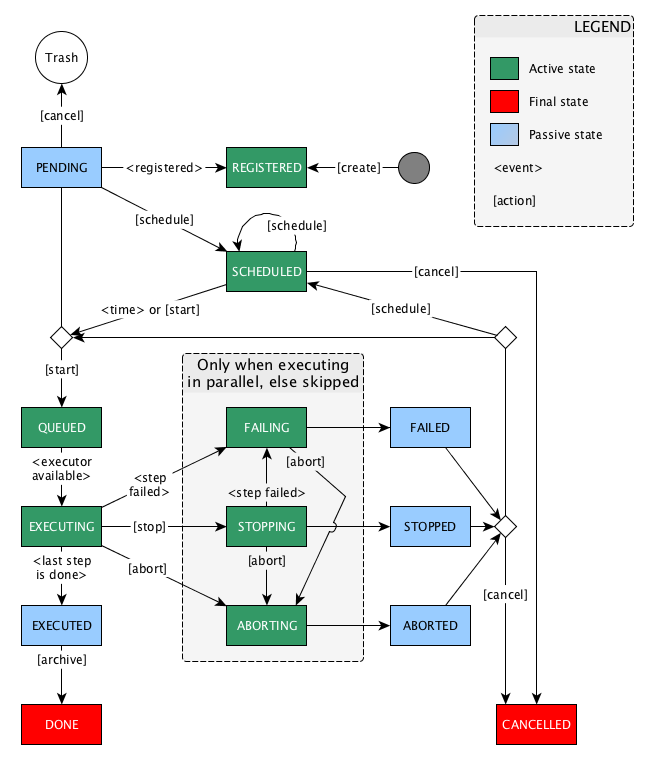 LEGEND
Trash
Active state
[cancel]
Final state
Passive state
PENDING
<registered>
REGISTERED
[create]
<event>
[action]
[schedule]
[schedule]
SCHEDULED
[cancel]
<time> or [start]
[schedule]
[start]
Only when executing
in parallel, else skipped
QUEUED
FAILING
FAILED
<executor
available>
[abort]
<step
failed>
<step failed>
EXECUTING
[stop]
STOPPING
STOPPED
<last step
is done>
[abort]
[abort]
[cancel]
EXECUTED
ABORTING
ABORTED
[archive]
DONE
CANCELLED